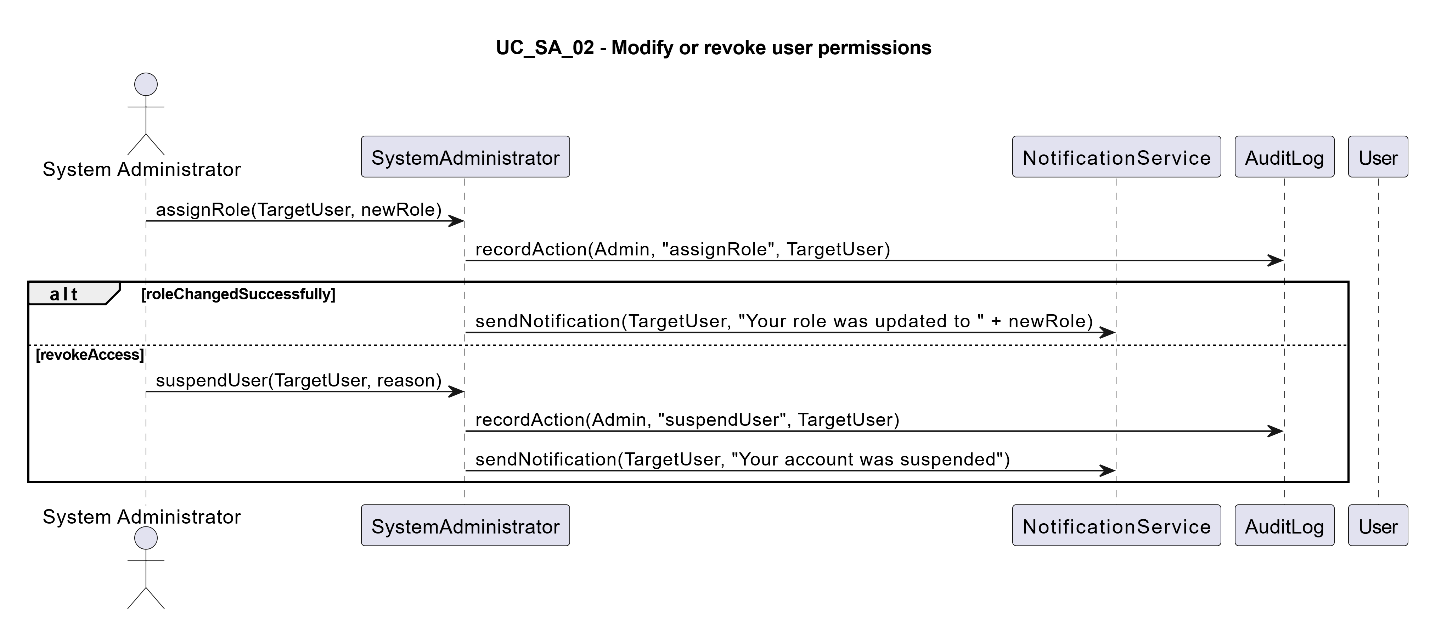 UC_SA_02 - Modify or revoke user permissions
System Administrator
SystemAdministrator
NotificationService
AuditLog
User
assignRole(TargetUser, newRole)
recordAction(Admin, "assignRole", TargetUser)
alt
[roleChangedSuccessfully]
sendNotification(TargetUser, "Your role was updated to " + newRole)
[revokeAccess]
suspendUser(TargetUser, reason)
recordAction(Admin, "suspendUser", TargetUser)
sendNotification(TargetUser, "Your account was suspended")
System Administrator
SystemAdministrator
NotificationService
AuditLog
User